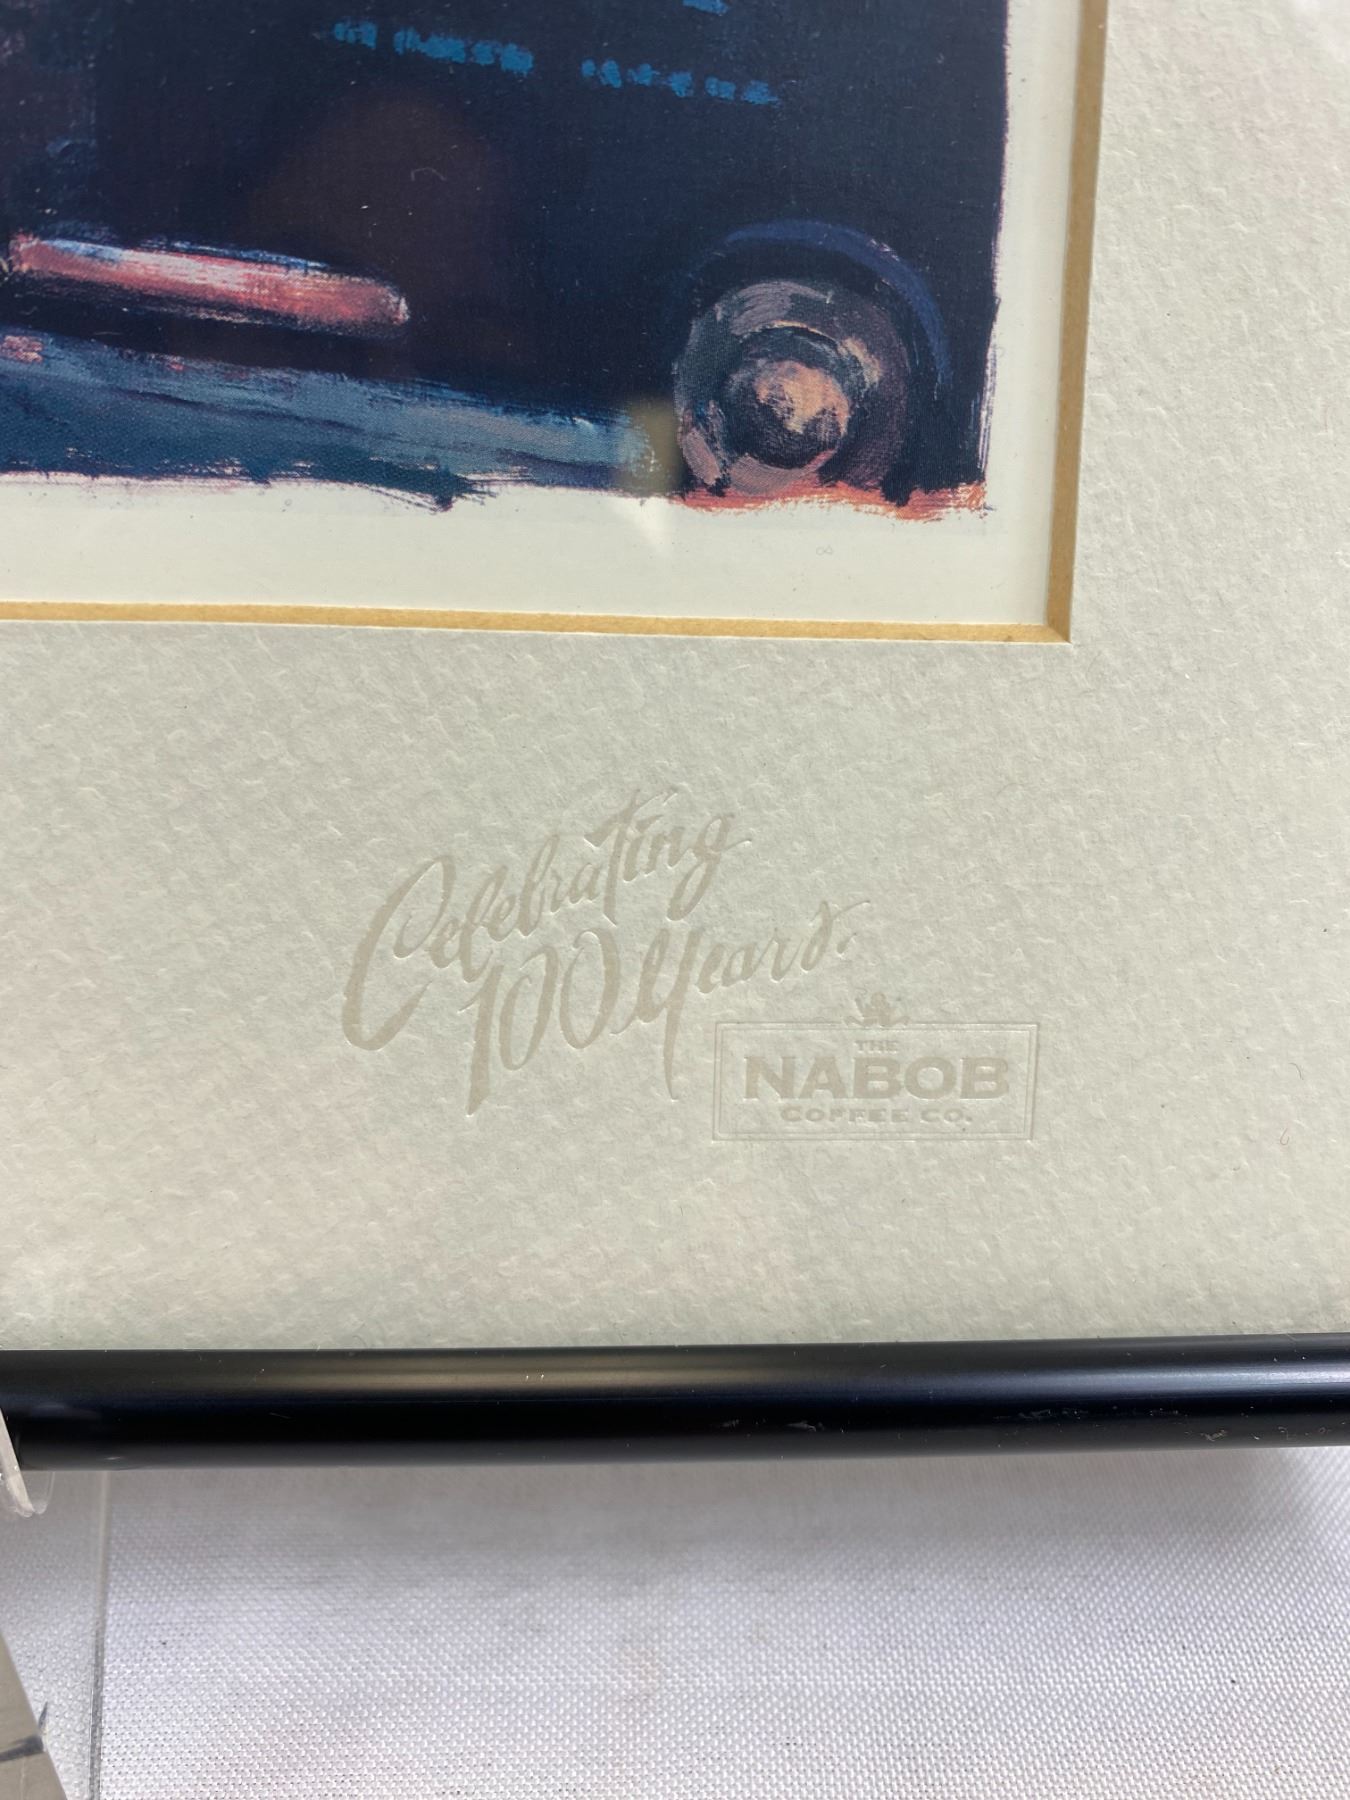 Celebrating
100 Years
THE
NABOB
COFFEE CO.